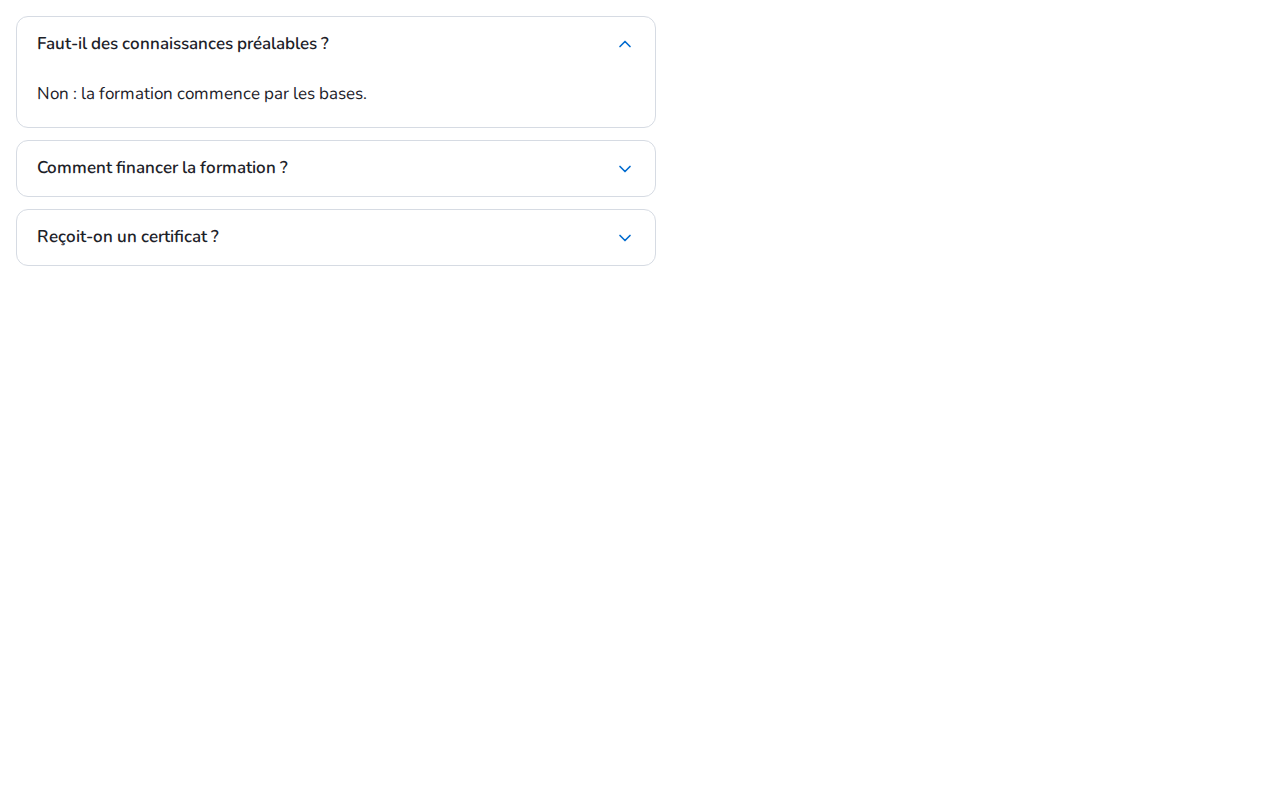 Faut-il des connaissances préalables ?
Non : la formation commence par les bases.
Comment financer la formation ?
Reçoit-on un certificat ?